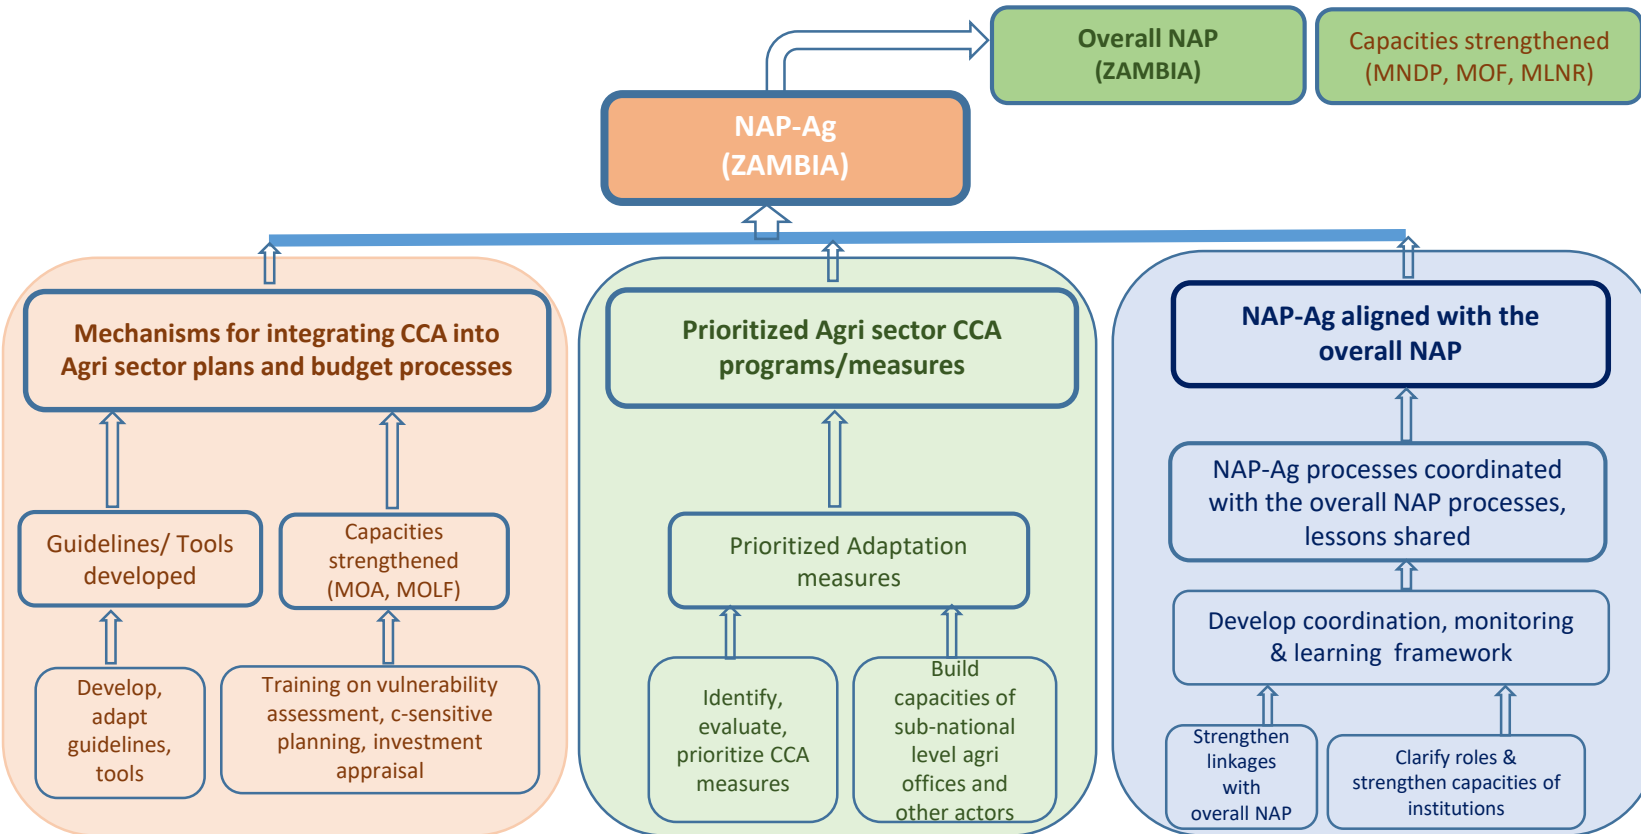 Overall NAP
(ZAMBIA)
Capacities strengthened
(MNDP, MOF, MLNR)
NAP-Ag
(ZAMBIA)
Mechanisms for integrating CCA into
Agri sector plans and budget processes
Guidelines/ Tools
developed
Capacities
strengthened
(MOA, MOLF)
Develop,
adapt
guidelines,
tools
Training on vulnerability
assessment, c-sensitive
planning, investment
appraisal
Prioritized Agri sector CCA
programs/measures
Prioritized Adaptation
measures
Identify,
evaluate,
prioritize CCA
measures
Build
capacities of
sub-national
level agri
offices and
other actors
NAP-Ag aligned with the
overall NAP
NAP-Ag processes coordinated
with the overall NAP processes,
lessons shared
Develop coordination, monitoring
& learning framework
Strengthen
linkages
with
overall NAP
Clarify roles &
strengthen capacities of
institutions